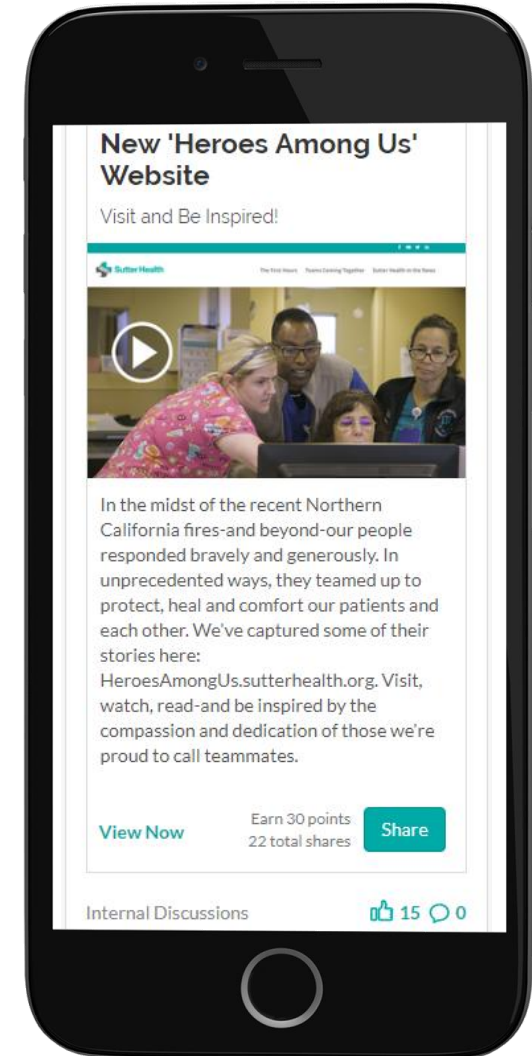 New 'Heroes Among Us'
Website
Visit and Be Inspired!
Sutter Health
The First Hours Teams Coming Together Sutter Health in the News
In the midst of the recent Northern
California fires-and beyond-our people
responded bravely and generously. In
unprecedented ways, they teamed up to
protect, heal and comfort our patients and
each other. We've captured some of their
stories here:
HeroesAmongUs.sutterhealth.org. Visit,
watch, read-and be inspired by the
compassion and dedication of those we're
proud to call teammates.
View Now
Earn 30 points
22 total shares
Share
Internal Discussions
15
0